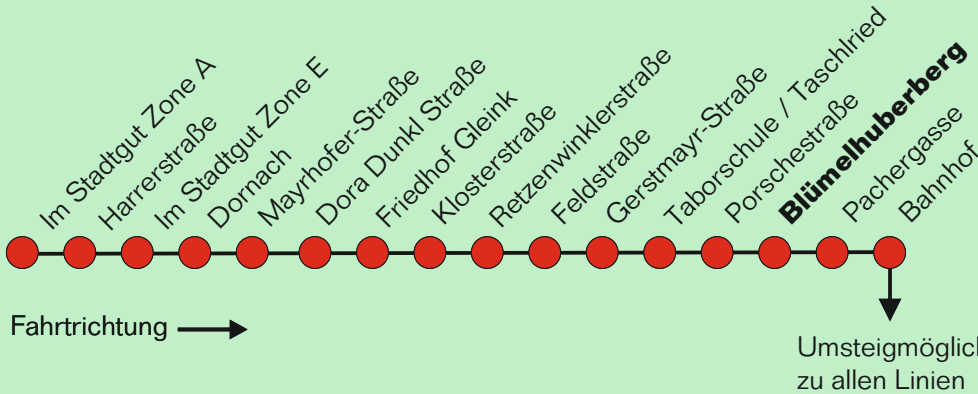 Im Stadtgut Zone A
Harrerstraße
Im Stadtgut Zone E
Dornach
Mayrhofer-Straße
Dora Dunkl Straße
Friedhof Gleink
Klosterstraße
Retzenwinklerstraße
Feldstraße
Gerstmayr-Straße
Taborschule / Taschlried
Porschestraße
Blümelhuberberg
Pachergasse
Bahnhof
Fahrtrichtung
Umsteigmöglich
zu allen Linien